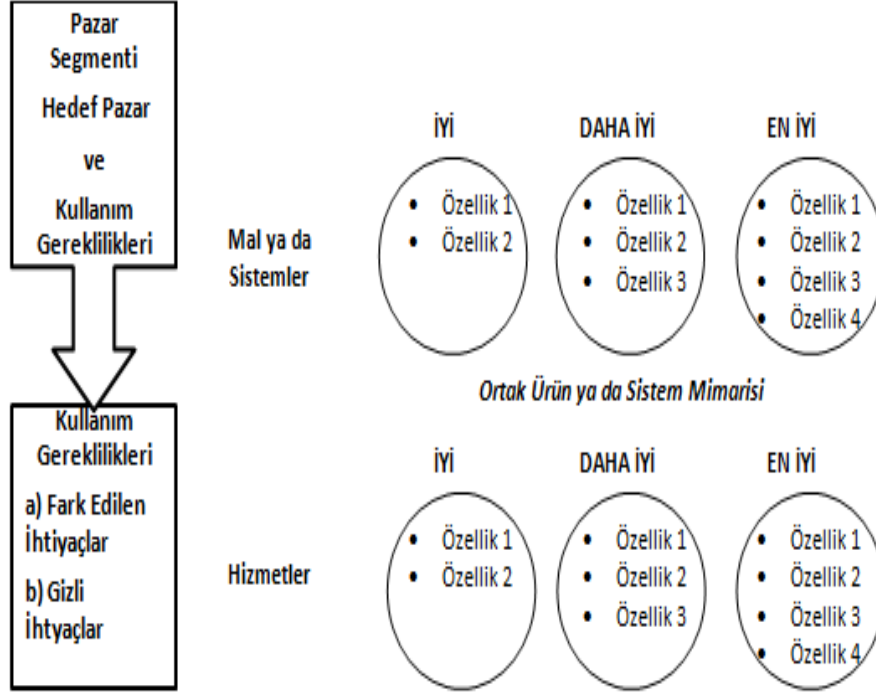 Pazar
Segmenti
Hedef Pazar
ve
Kullanım
Gereklilikleri
Kullanım
Gereklilikleri
a) Fark Edilen
İhtiyaçlar
b) Gizli
İhtyaçlar
Mal ya da
Sistemler
İYİ
• Özellik 1
• Özellik 2
DAHA İYİ
• Özellik 1
• Özellik 2
• Özellik 3
EN İYİ
• Özellik 1
• Özellik 2
• Özellik 3
• Özellik 4
Ortak Ürün ya da Sistem Mimarisi
Hizmetler
İYİ
• Özellik 1
• Özellik 2
DAHA İYİ
• Özellik 1
• Özellik 2
• Özellik 3
EN İYİ
• Özellik 1
• Özellik 2
• Özellik 3
• Özellik 4